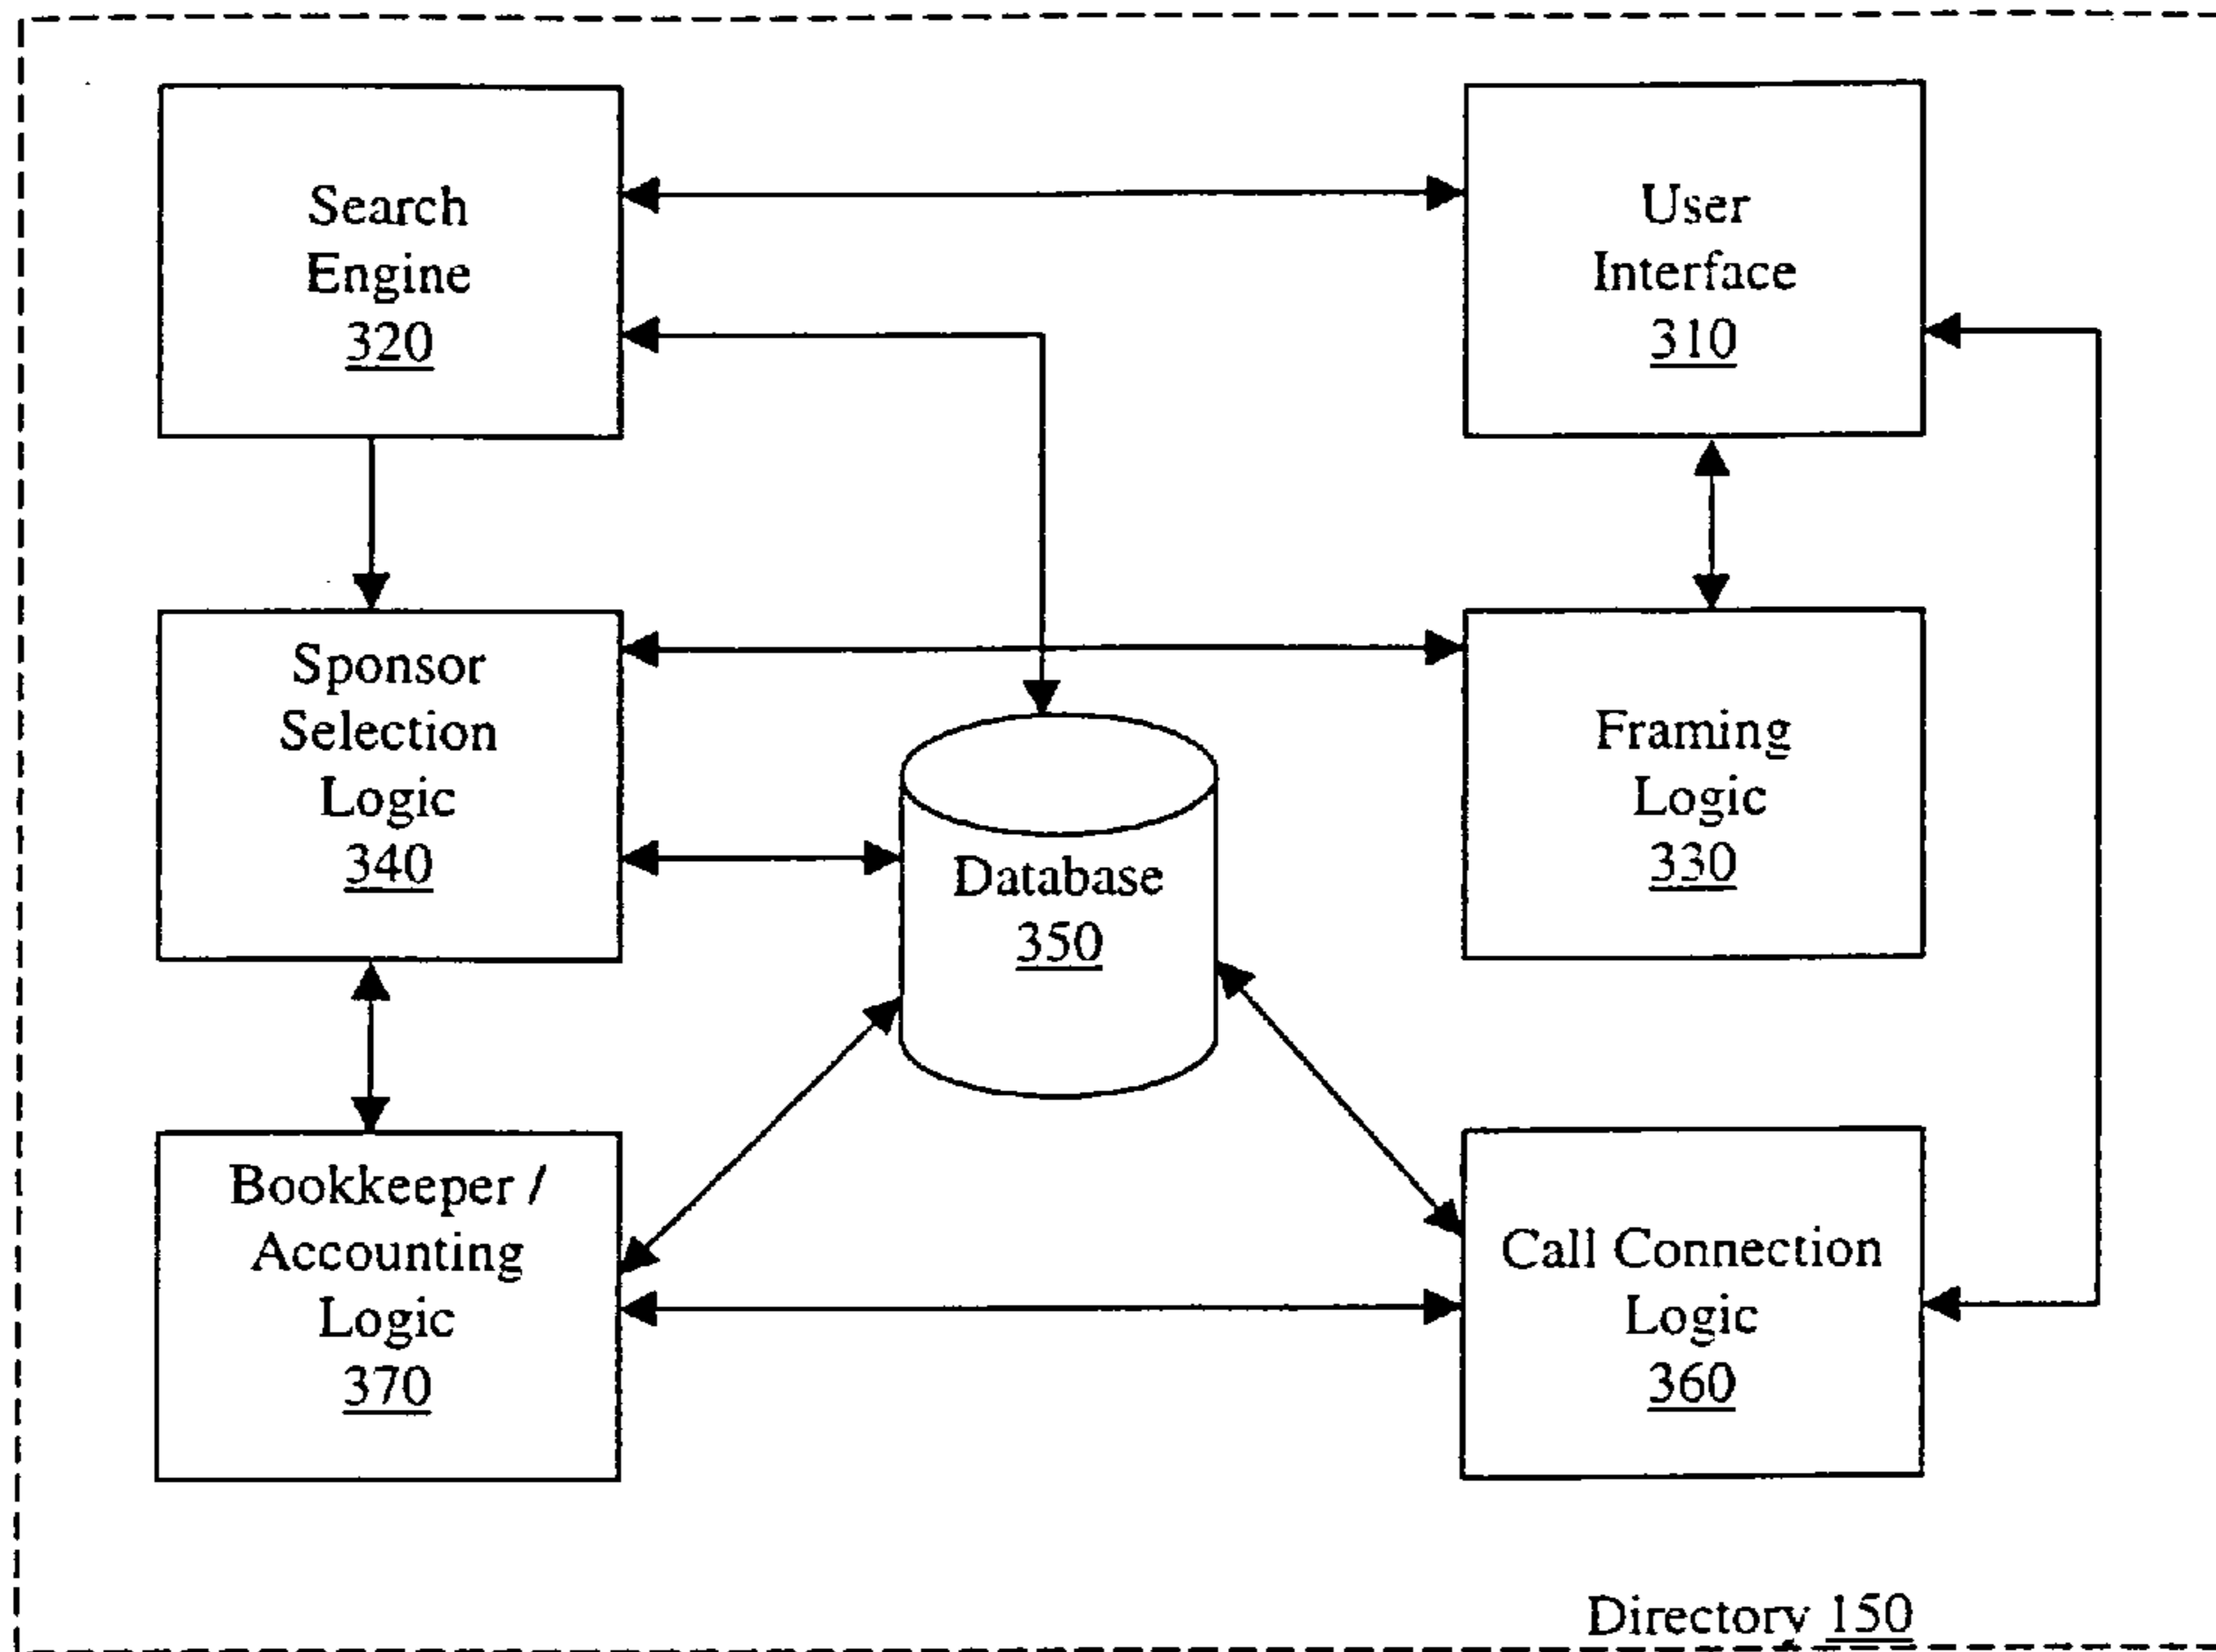 Search
Engine
320
User
Interface
310
Sponsor
Selection
Logic
340
Database
350
Framing
Logic
330
Bookkeeper /
Accounting
Logic
370
Call Connection
Logic
360
Directory 150